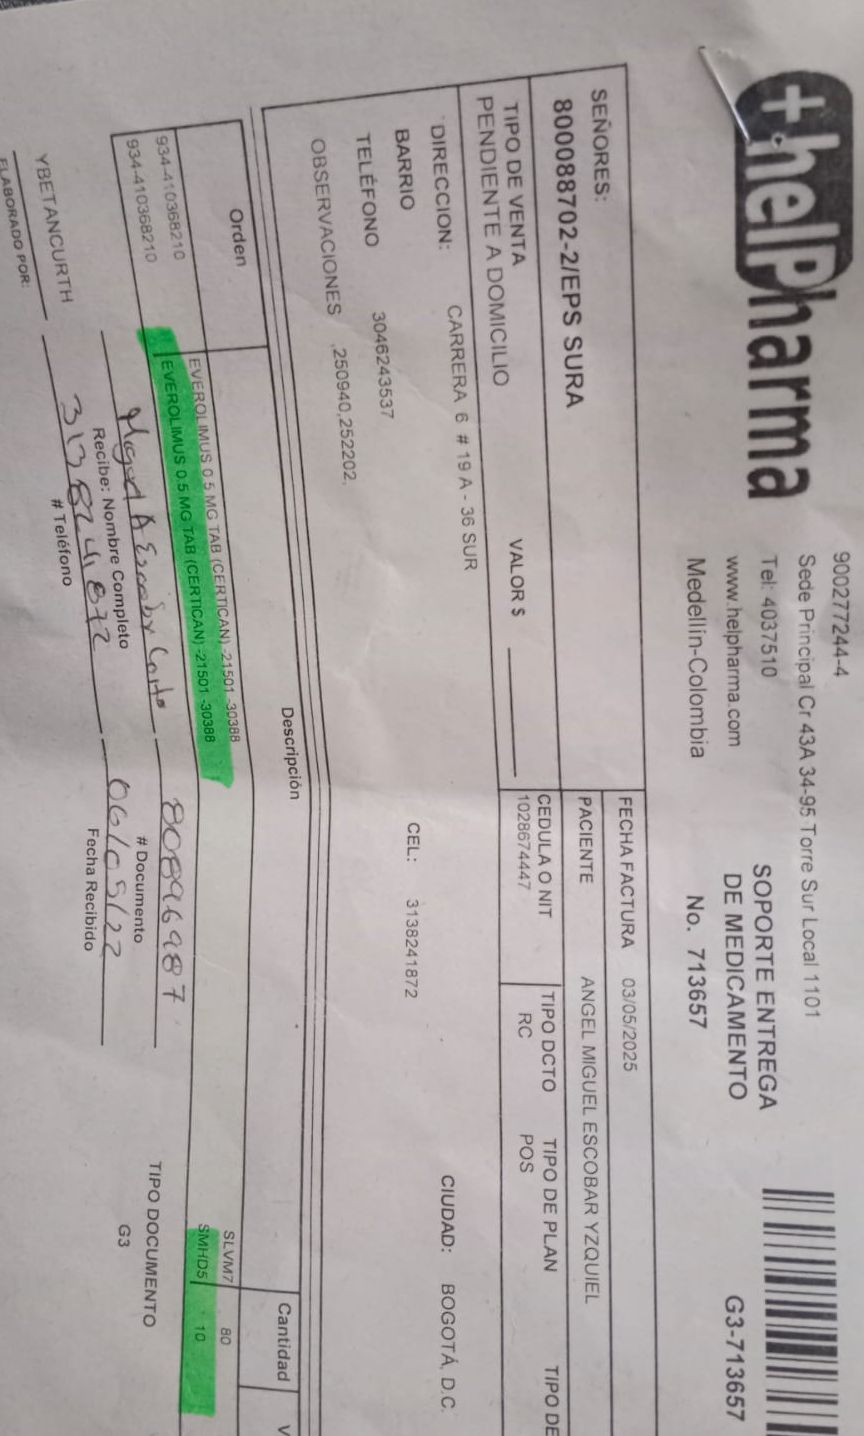 +helPharma
900277244-4
Sede Principal Cr 43A 34-95 Torre Sur Local 1101
Tel: 4037510
www.helpharma.com
Medellin-Colombia
SOPORTE ENTREGA
DE MEDICAMENTO
No. 713657
G3-713657
SEÑORES:
800088702-2/EPS SURA
FECHA FACTURA 03/05/2025
PACIENTE ANGEL MIGUEL ESCOBAR YZQUIEL
TIPO DE VENTA
PENDIENTE A DOMICILIO
VALOR $
CEDULA O NIT
1028674447
TIPO DCTO
RC
TIPO DE PLAN
POS
TIPO DE
DIRECCION: CARRERA 6 # 19 A - 36 SUR
CIUDAD: BOGOTÁ, D.C.
BARRIO
TELÉFONO 3046243537
CEL: 3138241872
OBSERVACIONES ,250940,252202,
Orden Descripción Cantidad V
934-410368210 EVEROLIMUS 0.5 MG TAB (CERTICAN) -21501 -30388 SLVM7 80
934-410368210 EVEROLIMUS 0.5 MG TAB (CERTICAN) -21501 -30388 SMHD5 10
Miguel A Escobar 80896987
Recibe: Nombre Completo
# Documento
TIPO DOCUMENTO
G3
YBETANCURTH
ELABORADO POR:
3138241872
# Teléfono
Fecha Recibido